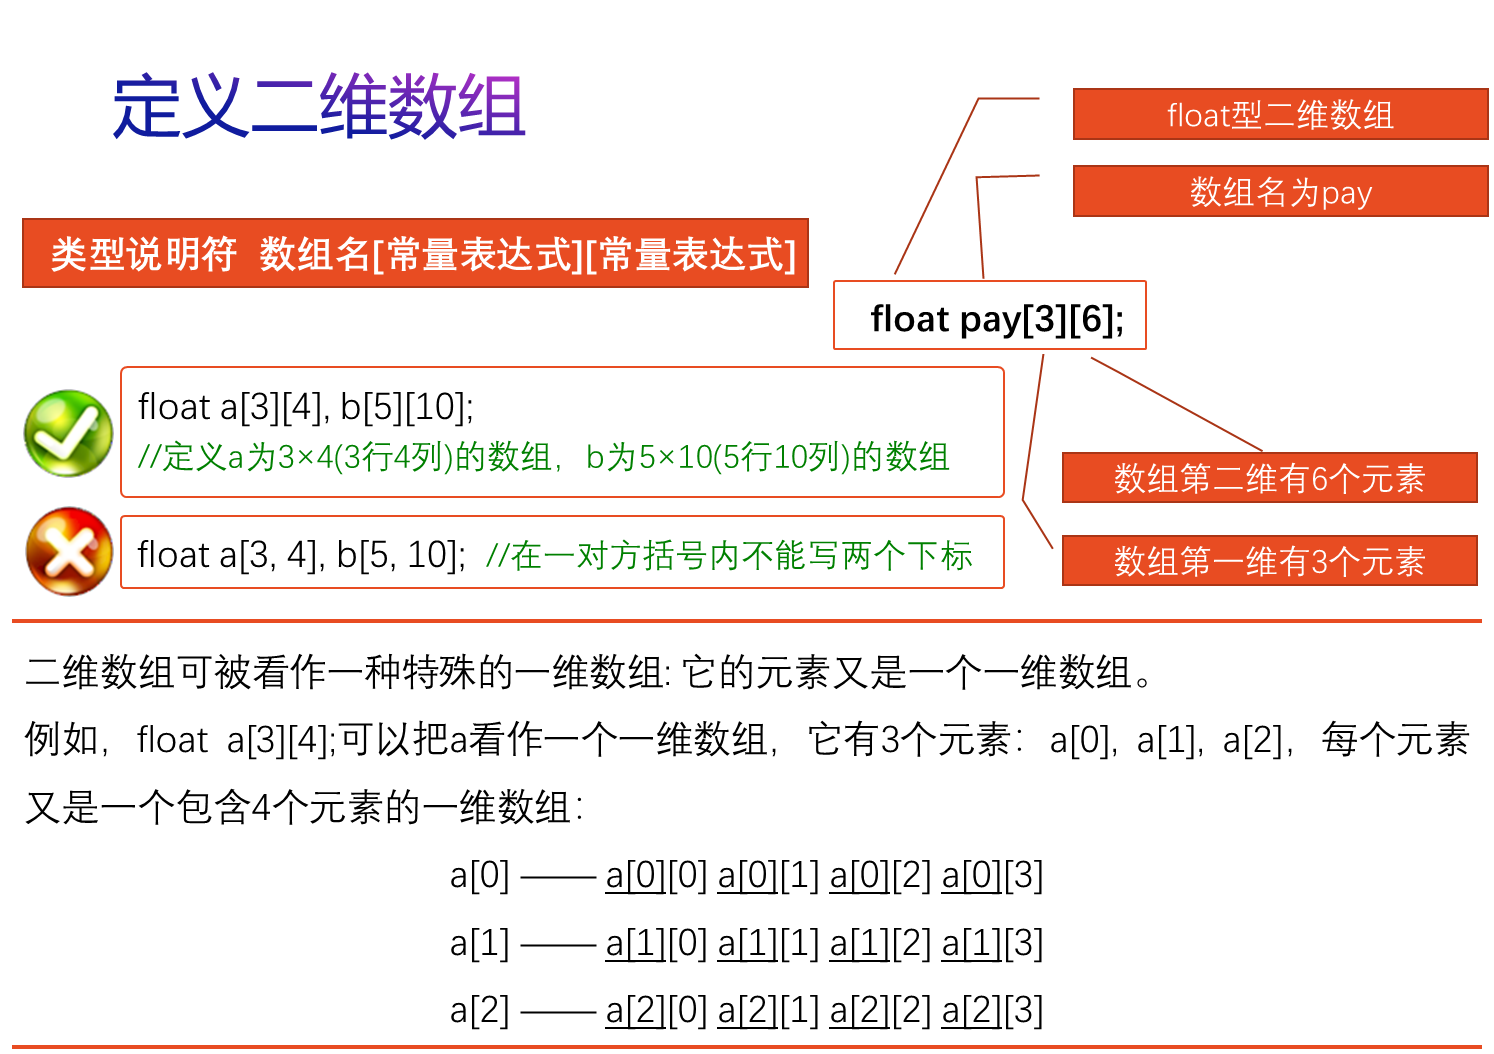 定义二维数组
float型二维数组
数组名为pay
类型说明符 数组名[常量表达式][常量表达式]
float pay[3][6];
float a[3][4], b[5][10];
//定义a为3×4(3行4列)的数组，b为5×10(5行10列)的数组
数组第二维有6个元素
float a[3, 4], b[5, 10]; //在一对方括号内不能写两个下标
数组第一维有3个元素
二维数组可被看作一种特殊的一维数组: 它的元素又是一个一维数组。
例如，float a[3][4];可以把a看作一个一维数组，它有3个元素：a[0], a[1], a[2]，每个元素
又是一个包含4个元素的一维数组：
a[0] —— a[0][0] a[0][1] a[0][2] a[0][3]
a[1] —— a[1][0] a[1][1] a[1][2] a[1][3]
a[2] —— a[2][0] a[2][1] a[2][2] a[2][3]